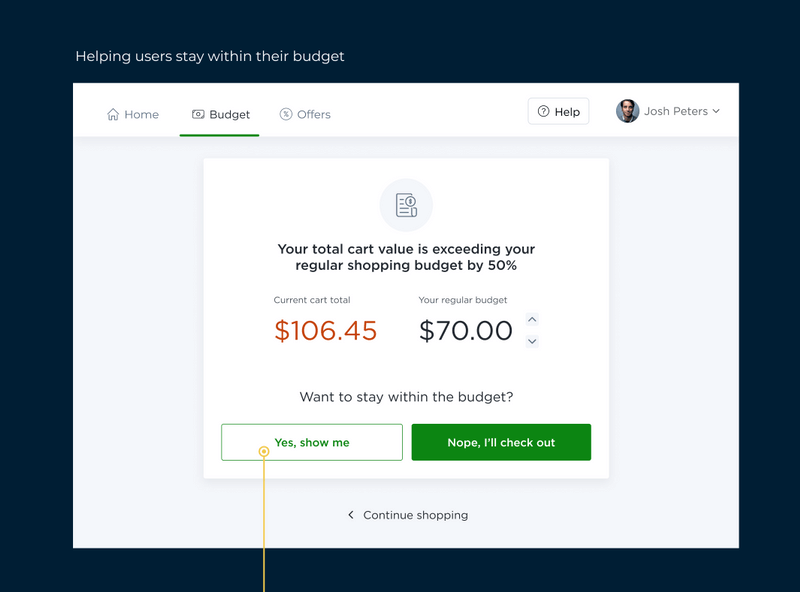 Helping users stay within their budget
Home Budget Offers Help Josh Peters
Your total cart value is exceeding your
regular shopping budget by 50%
Current cart total Your regular budget
$106.45 $70.00
Want to stay within the budget?
Yes, show me Nope, I'll check out
Continue shopping